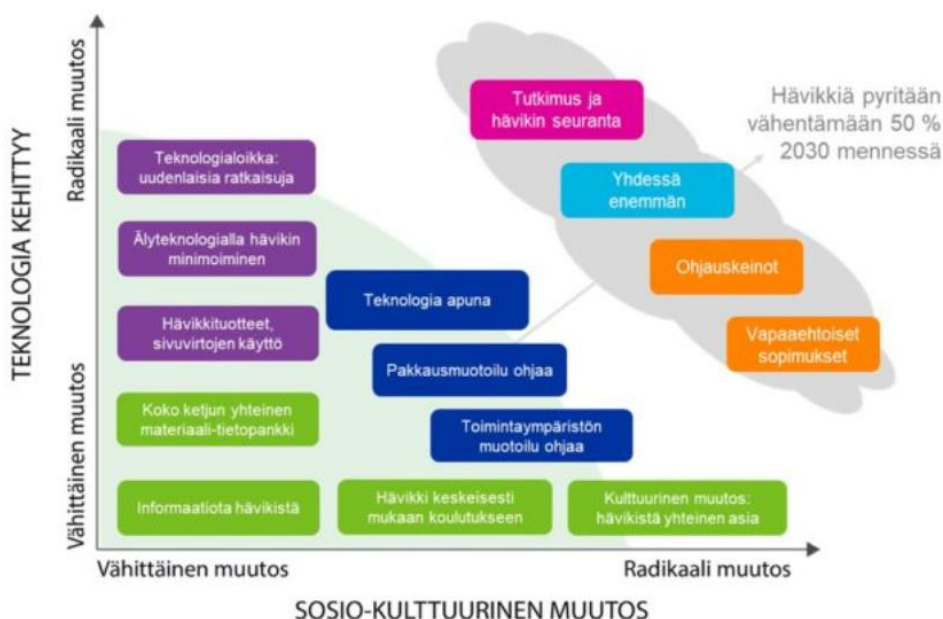 TEKNOLOGIA KEHITTYY
Radikaali muutos
Vähittäinen muutos
Tutkimus ja
hävikin seuranta
Hävikkiä pyritään
vähentämään 50 %
2030 mennessä
Teknologialoikka:
uudenlaisia ratkaisuja
Yhdessä
enemmän
Älyteknologialla hävikin
minimoiminen
Ohjauskeinot
Teknologia apuna
Hävikkituotteet,
sivuvirtojen käyttö
Vapaaehtoiset
sopimukset
Pakkausmuotoilu ohjaa
Koko ketjun yhteinen
materiaali-tietopankki
Toimintaympäristön
muotoilu ohjaa
Informaatiota hävikistä
Hävikki keskeisesti
mukaan koulutukseen
Kulttuurinen muutos:
hävikistä yhteinen asia
Vähittäinen muutos
Radikaali muutos
SOSIO-KULTTUURINEN MUUTOS